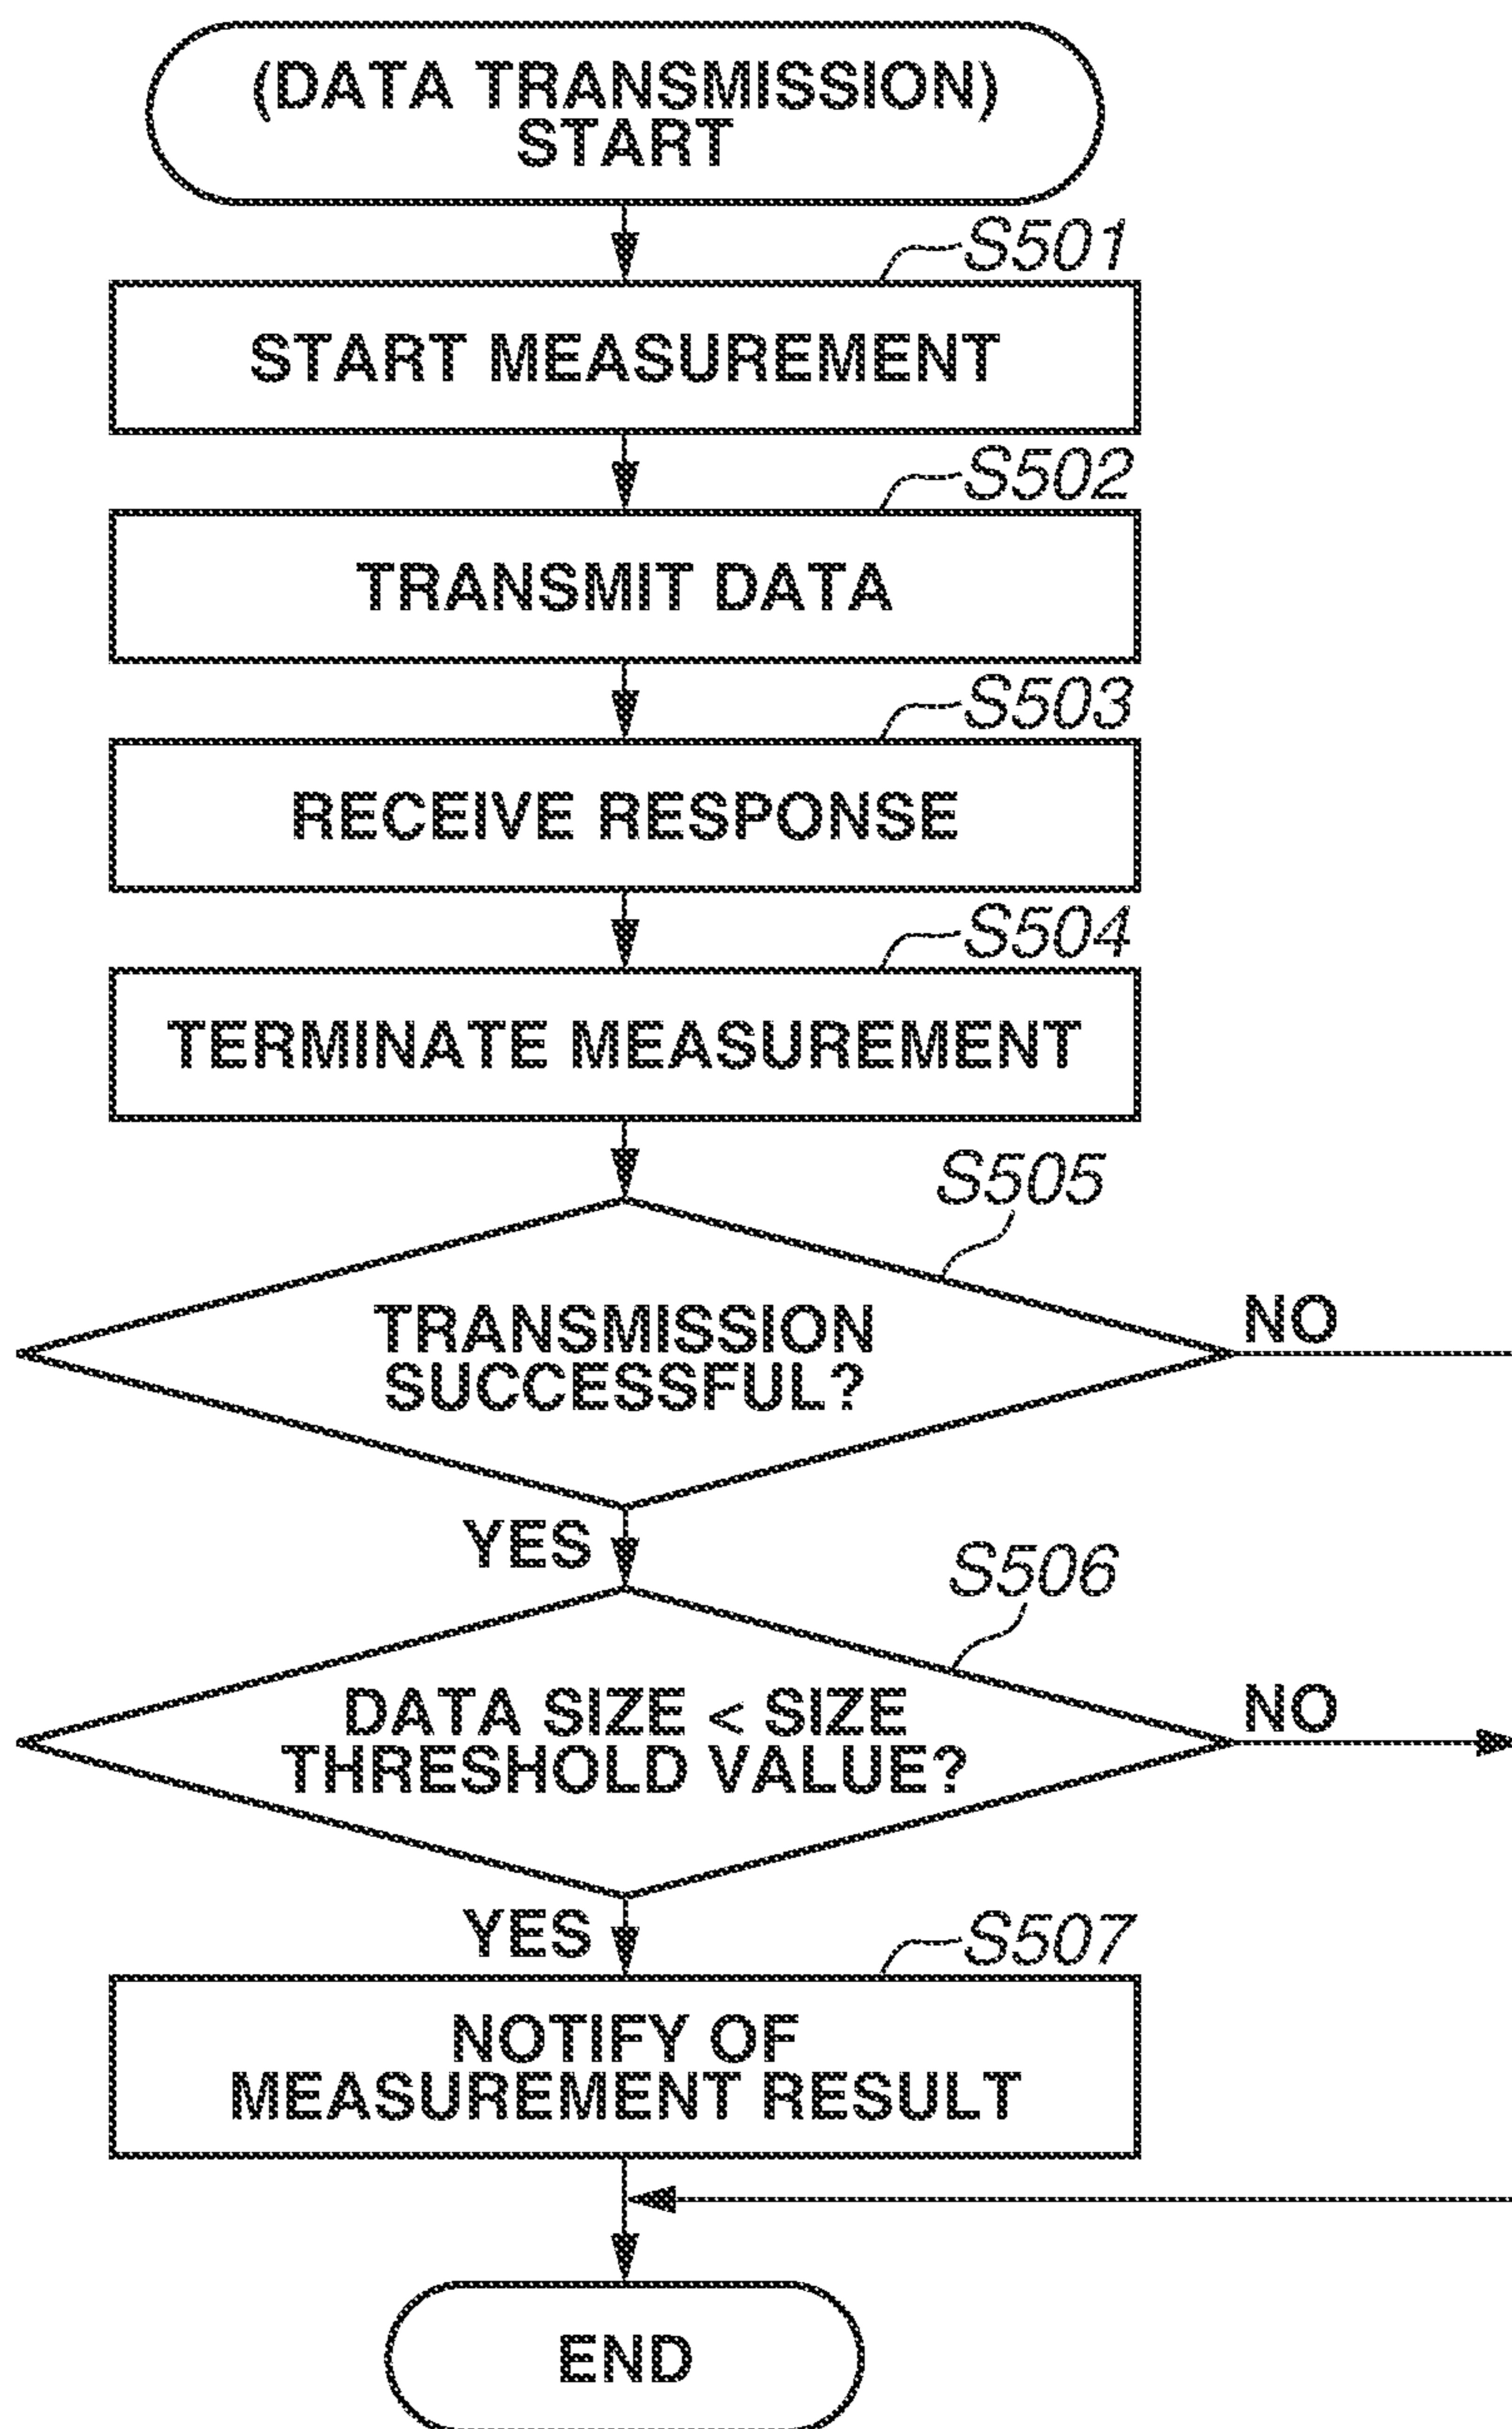 (DATA TRANSMISSION)
START
S501
START MEASUREMENT
S502
TRANSMIT DATA
S503
RECEIVE RESPONSE
S504
TERMINATE MEASUREMENT
S505
TRANSMISSION
SUCCESSFUL?
NO
YES
S506
DATA SIZE < SIZE
THRESHOLD VALUE?
NO
YES
S507
NOTIFY OF
MEASUREMENT RESULT
END